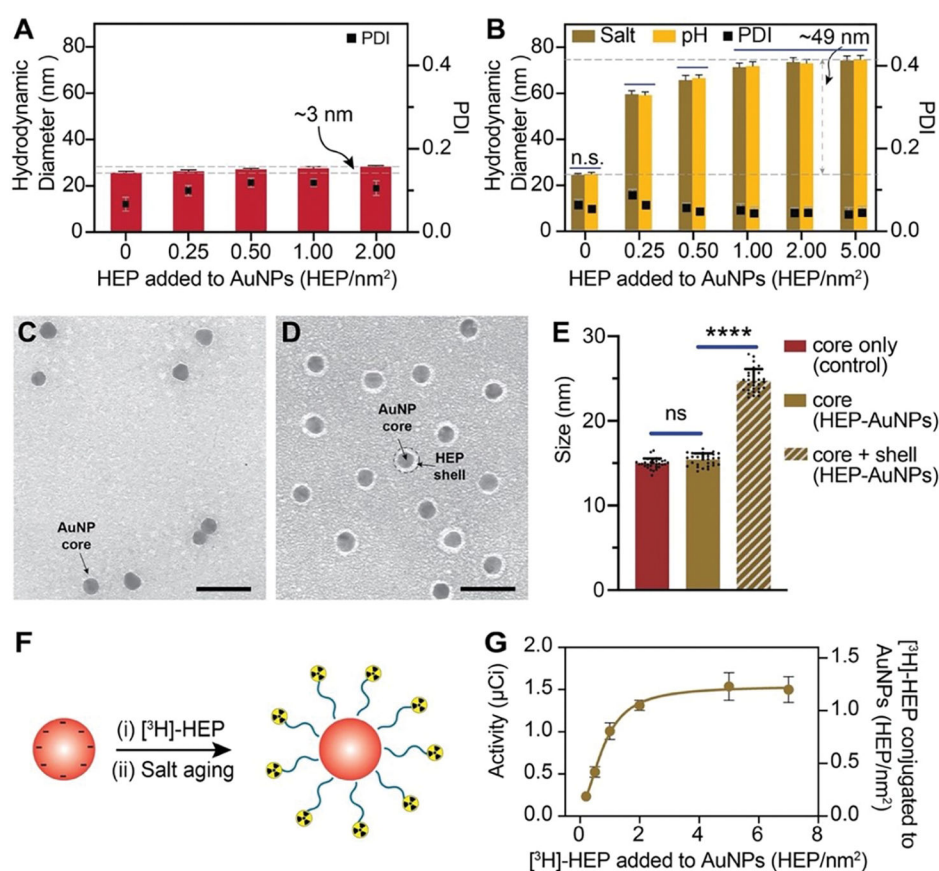 A
Hydrodynamic
Diameter (nm)
80
60
40
20
0
PDI
~3 nm
0.4
0.2
0.0
PDI
0 0.25 0.50 1.00 2.00
HEP added to AuNPs (HEP/nm²)
B
Hydrodynamic
Diameter (nm)
80
60
40
20
0
Salt pH PDI
~49 nm
n.s.
0.4
0.2
0.0
PDI
0 0.25 0.50 1.00 2.00 5.00
HEP added to AuNPs (HEP/nm²)
C
AuNP
core
D
AuNP
core
HEP
shell
E
Size (nm)
30
20
10
0
ns
****
core only
(control)
core
(HEP-AuNPs)
core + shell
(HEP-AuNPs)
F
(i) [³H]-HEP
(ii) Salt aging
G
Activity (µCi)
2.0
1.5
1.0
0.5
0.0
1.5
1.0
0.5
0.0
[³H]-HEP conjugated to
AuNPs (HEP/nm²)
0 2 4 6 8
[³H]-HEP added to AuNPs (HEP/nm²)